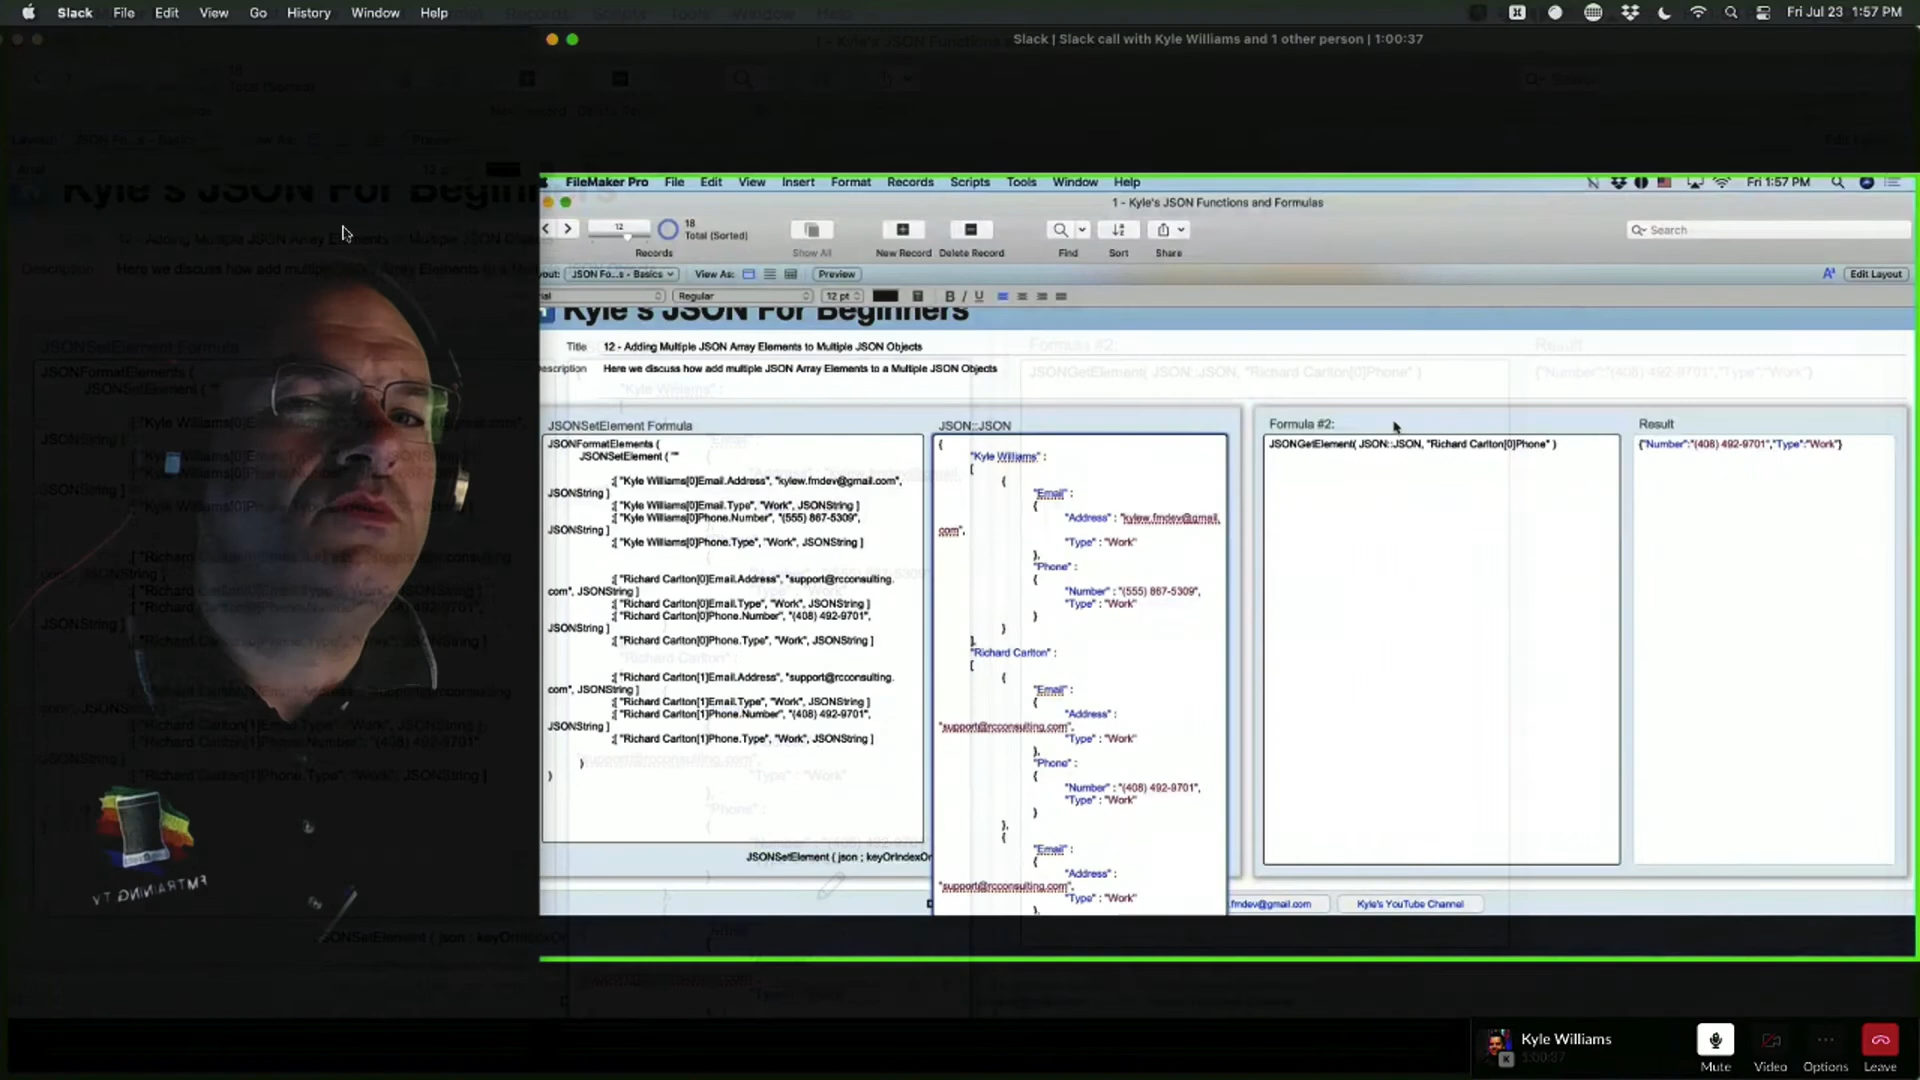 Slack File Edit View Go History Window Help
Fri Jul 23 1:57 PM
Slack | Slack call with Kyle Williams and 1 other person | 1:00:37
FileMaker Pro File Edit View Insert Format Records Scripts Tools Window Help
Fri 1:57 PM
1 - Kyle's JSON Functions and Formulas
12
18
Total (Sorted)
Search
Records
Show All
New Record
Delete Record
Find
Sort
Share
JSON Fo...s - Basics
View As:
Preview
Edit Layout
Regular
12 pt
B I U
Kyle's JSON For Beginners
Title 12 - Adding Multiple JSON Array Elements to Multiple JSON Objects
Here we discuss how add multiple JSON Array Elements to a Multiple JSON Objects
JSONSetElement Formula
JSONFormatElements (
JSONSetElement ( ""
;[ "Kyle Williams[0]Email.Address", "kylew.fmdev@gmail.com",
JSONString ]
;[ "Kyle Williams[0]Email.Type", "Work", JSONString ]
;[ "Kyle Williams[0]Phone.Number", "(555) 867-5309",
JSONString ]
;[ "Kyle Williams[0]Phone.Type", "Work", JSONString ]
;[ "Richard Carlton[0]Email.Address", "support@rcconsulting.
com", JSONString ]
;[ "Richard Carlton[0]Email.Type", "Work", JSONString ]
;[ "Richard Carlton[0]Phone.Number", "(408) 492-9701",
JSONString ]
;[ "Richard Carlton[0]Phone.Type", "Work", JSONString ]
;[ "Richard Carlton[1]Email.Address", "support@rcconsulting.
com", JSONString ]
;[ "Richard Carlton[1]Email.Type", "Work", JSONString ]
;[ "Richard Carlton[1]Phone.Number", "(408) 492-9701",
JSONString ]
;[ "Richard Carlton[1]Phone.Type", "Work", JSONString ]
)
)
JSONSetElement ( json ; keyOrIndexOr
JSON::JSON
{
"Kyle Williams" :
[
{
"Email" :
{
"Address" : "kylew.fmdev@gmail.
com",
"Type" : "Work"
},
"Phone" :
{
"Number" : "(555) 867-5309",
"Type" : "Work"
}
}
],
"Richard Carlton" :
[
{
"Email" :
{
"Address" :
"support@rcconsulting.com",
"Type" : "Work"
},
"Phone" :
{
"Number" : "(408) 492-9701",
"Type" : "Work"
}
},
{
"Email" :
{
"Address" :
"support@rcconsulting.com",
"Type" : "Work"
},
Formula #2:
JSONGetElement( JSON::JSON, "Richard Carlton[0]Phone" )
Result
{"Number":"(408) 492-9701","Type":"Work"}
.fmdev@gmail.com
Kyle's YouTube Channel
FMTRAINING TV
Kyle Williams
1:00:37
Mute
Video
Options
Leave